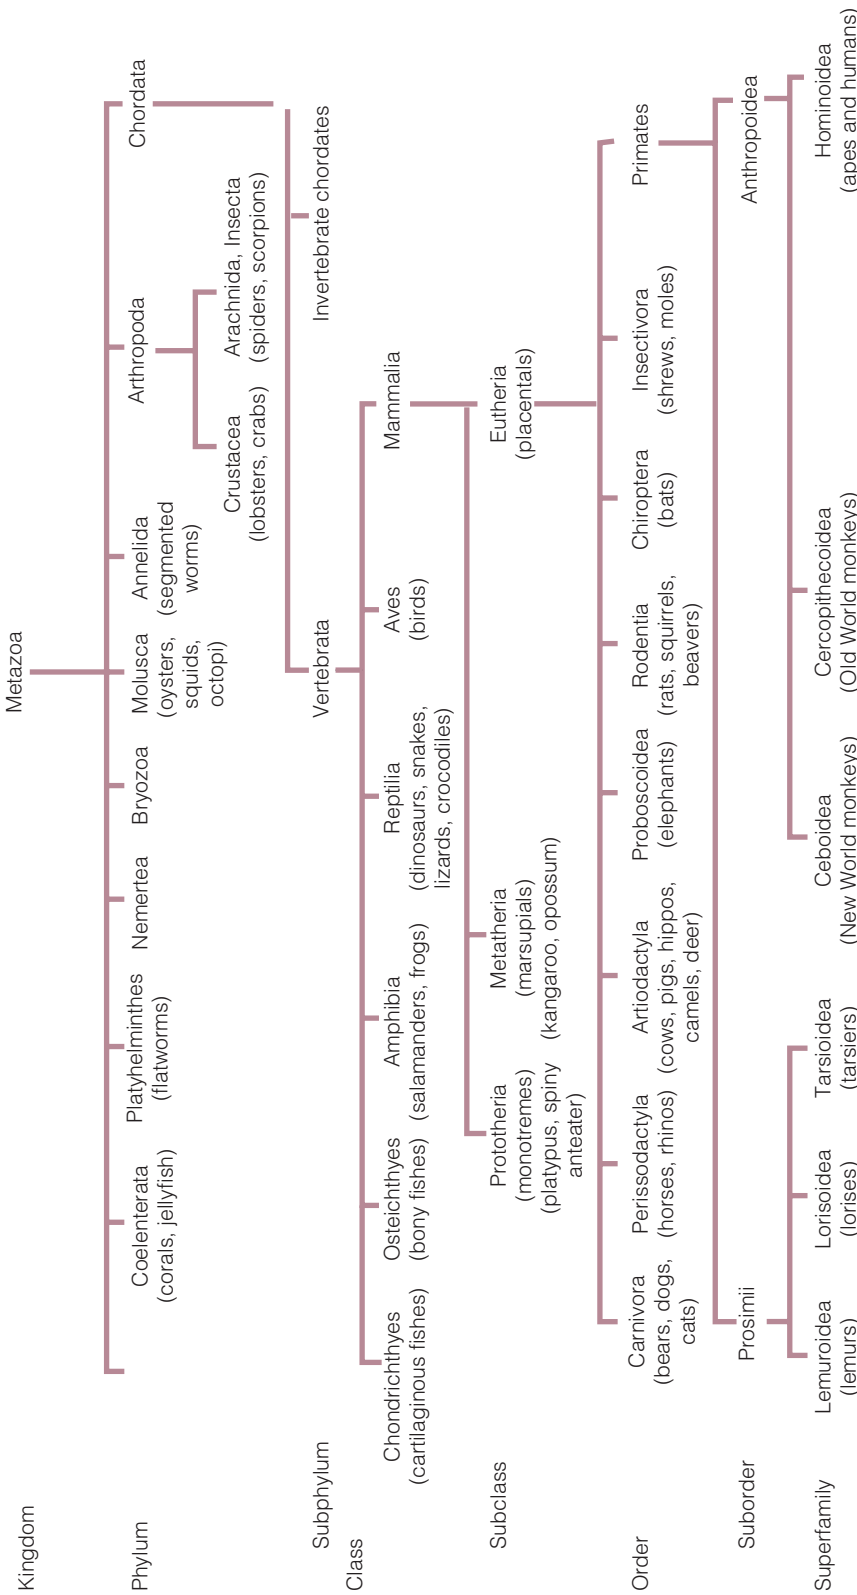 Kingdom
Metazoa
Phylum
Coelenterata
(corals, jellyfish)
Platyhelminthes
(flatworms)
Nemertea
Bryozoa
Molusca
(oysters,
squids,
octopi)
Annelida
(segmented
worms)
Arthropoda
Chordata
Crustacea
(lobsters, crabs)
Arachnida, Insecta
(spiders, scorpions)
Subphylum
Vertebrata
Invertebrate chordates
Class
Chondrichthyes
(cartilaginous fishes)
Osteichthyes
(bony fishes)
Amphibia
(salamanders, frogs)
Reptilia
(dinosaurs, snakes,
lizards, crocodiles)
Aves
(birds)
Mammalia
Subclass
Prototheria
(monotremes)
(platypus, spiny
anteater)
Metatheria
(marsupials)
(kangaroo, opossum)
Eutheria
(placentals)
Order
Carnivora
(bears, dogs,
cats)
Perissodactyla
(horses, rhinos)
Artiodactyla
(cows, pigs, hippos,
camels, deer)
Proboscoidea
(elephants)
Rodentia
(rats, squirrels,
beavers)
Chiroptera
(bats)
Insectivora
(shrews, moles)
Primates
Suborder
Prosimii
Anthropoidea
Superfamily
Lemuroidea
(lemurs)
Lorisoidea
(lorises)
Tarsioidea
(tarsiers)
Ceboidea
(New World monkeys)
Cercopithecoidea
(Old World monkeys)
Hominoidea
(apes and humans)